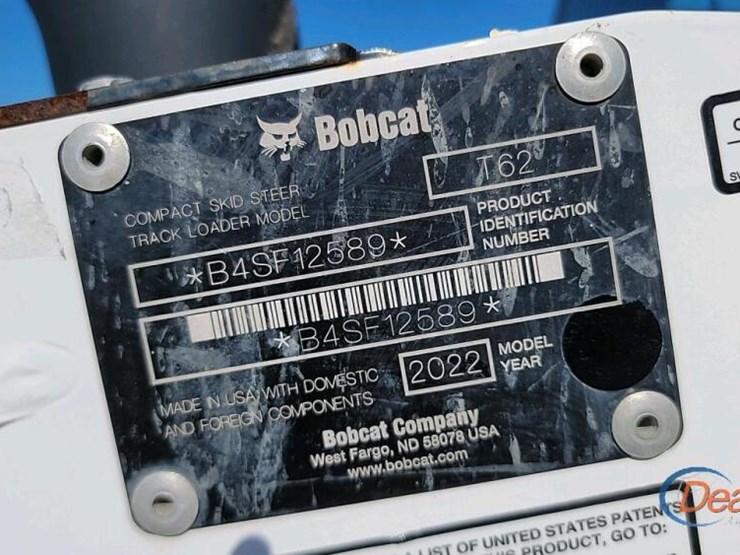 Bobcat
COMPACT SKID STEER
TRACK LOADER MODEL
T62
*B4SF12589*
PRODUCT
IDENTIFICATION
NUMBER
*B4SF12589*
2022
MODEL
YEAR
MADE IN USA WITH DOMESTIC
AND FOREIGN COMPONENTS
Bobcat Company
West Fargo, ND 58078 USA
www.bobcat.com
LIST OF UNITED STATES PATENTS
PRODUCT, GO TO:
Dea